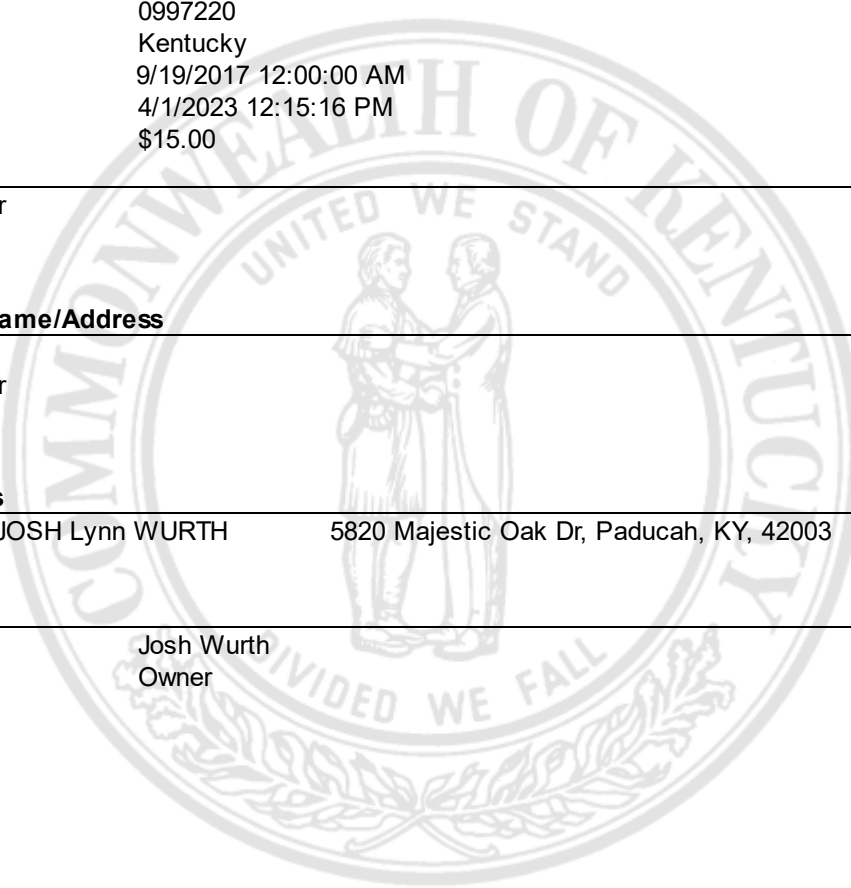 0997220
Kentucky
9/19/2017 12:00:00 AM
4/1/2023 12:15:16 PM
$15.00
r
ame/Address
r
s
JOSH Lynn WURTH 5820 Majestic Oak Dr, Paducah, KY, 42003
Josh Wurth
Owner
COMMONWEALTH OF KENTUCKY
UNITED WE STAND
DIVIDED WE FALL